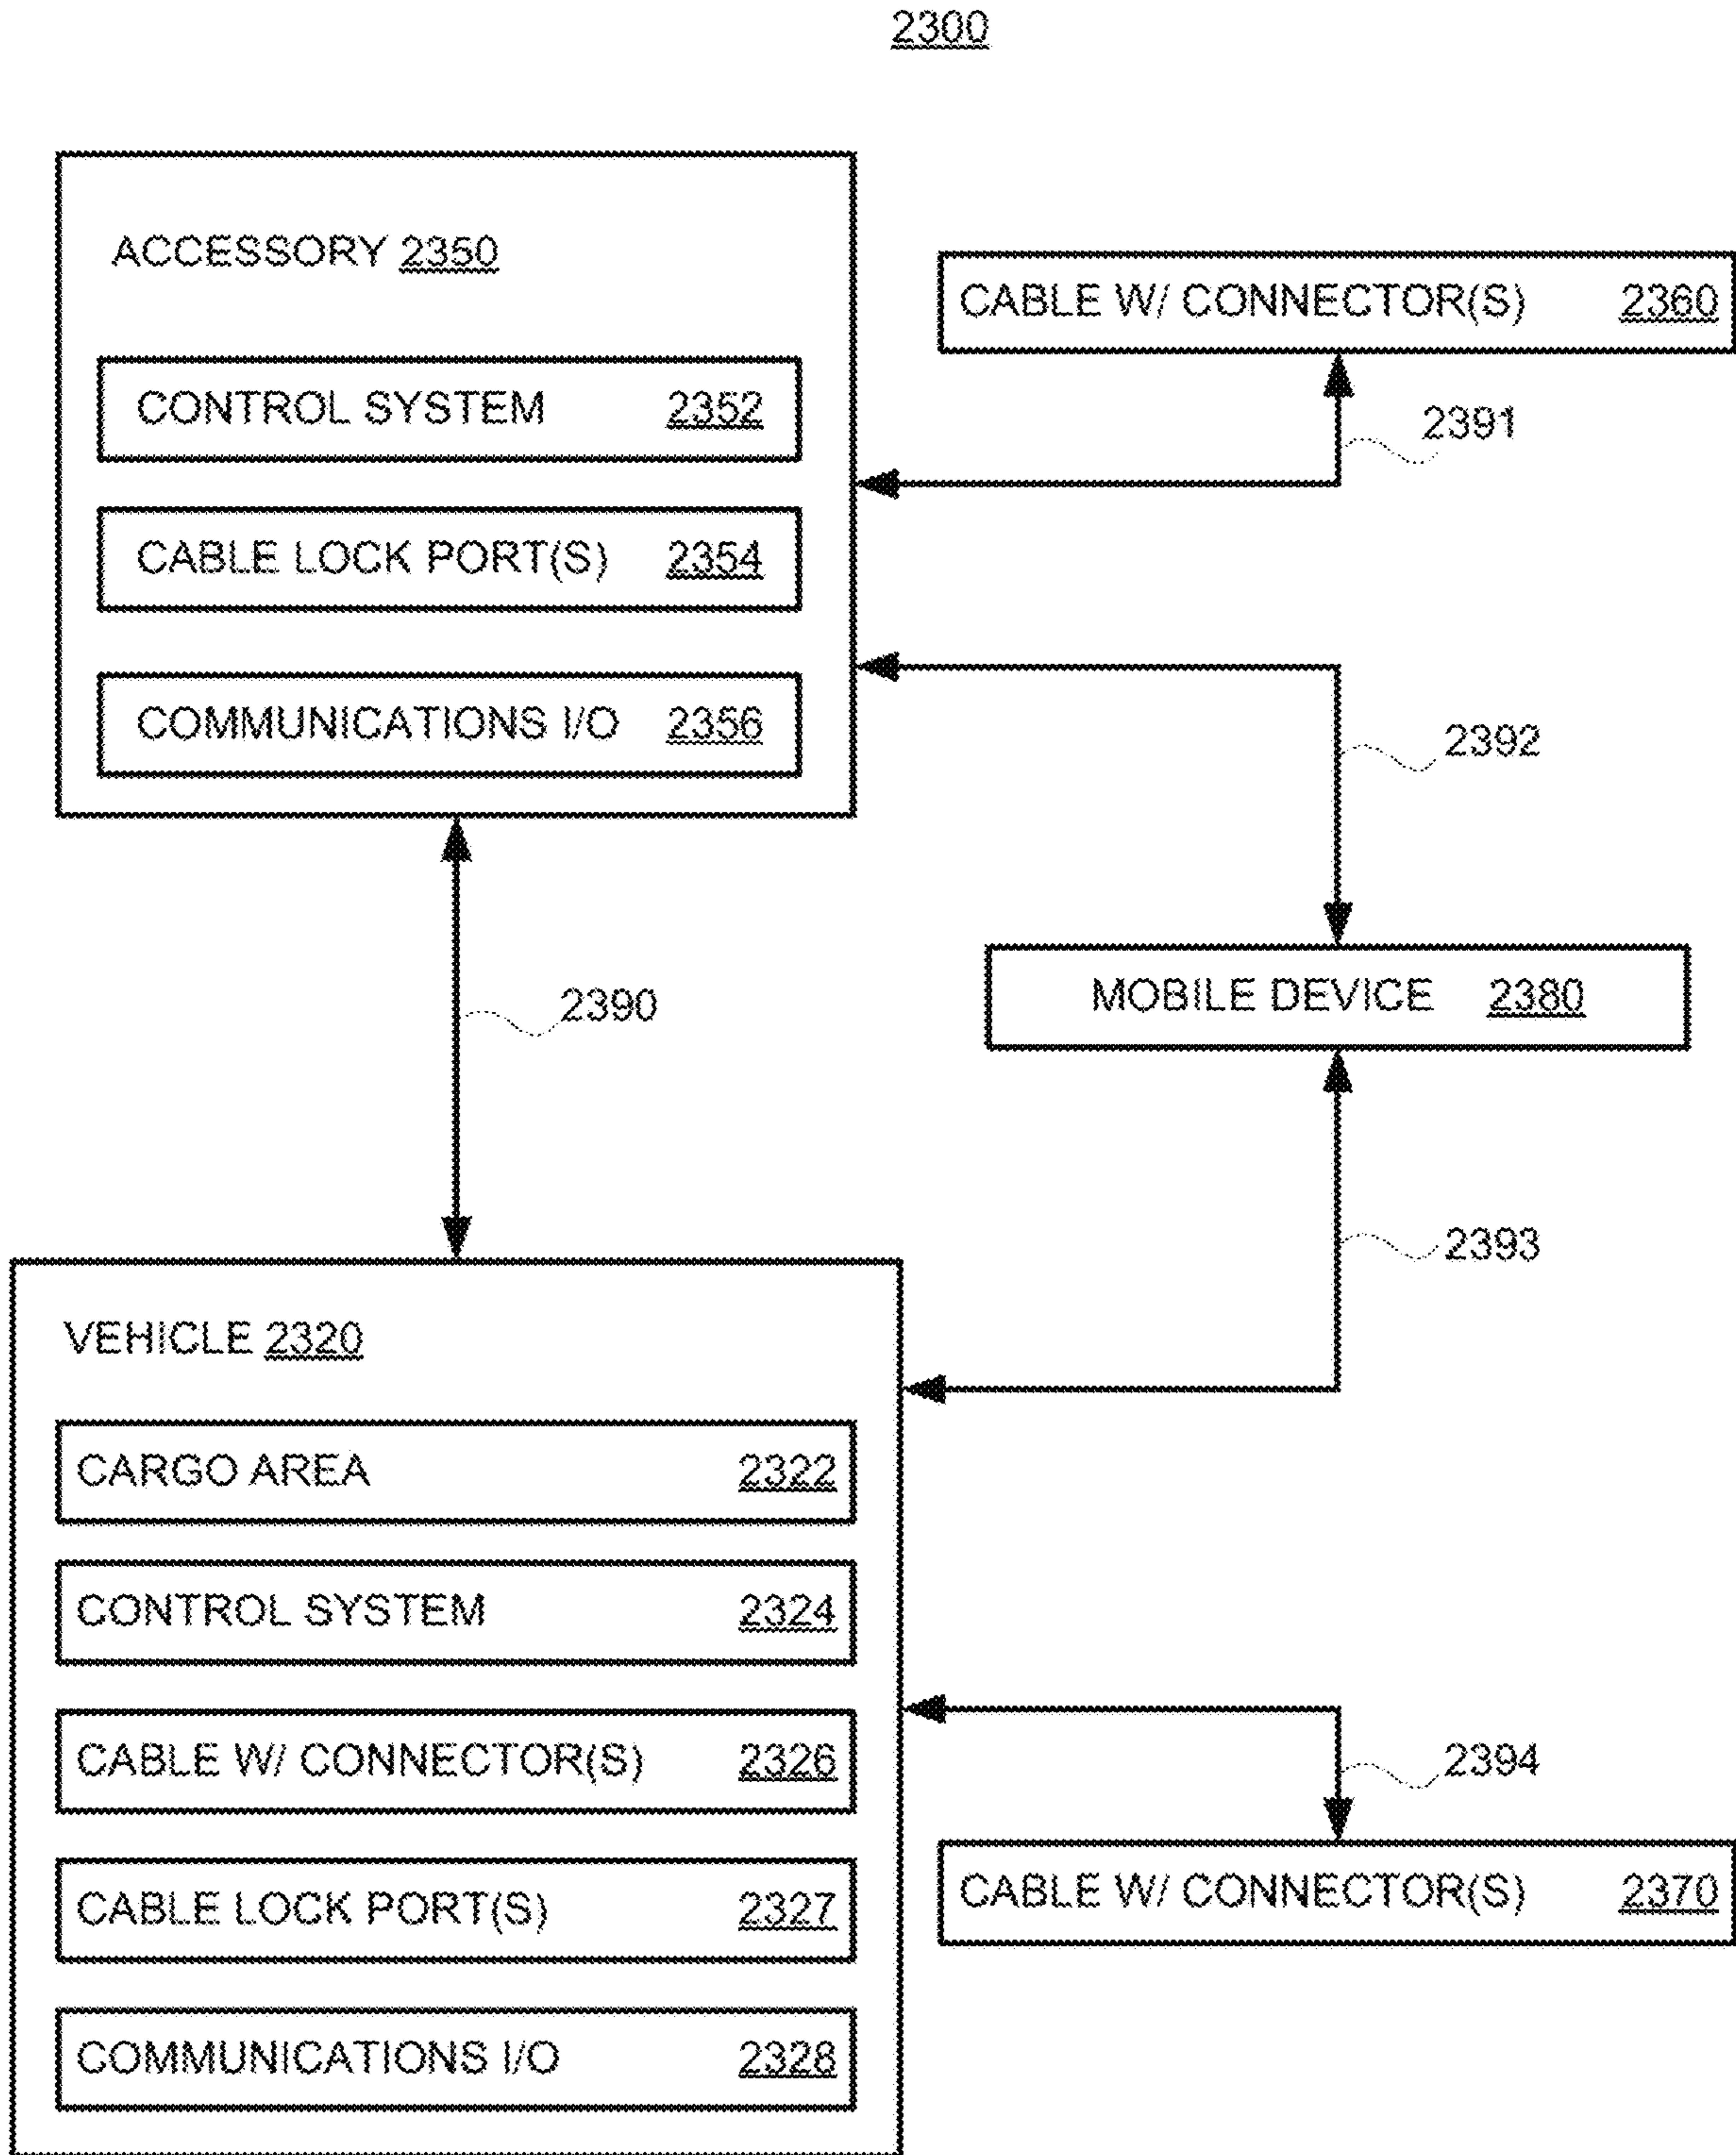 2300
ACCESSORY 2350
CABLE W/ CONNECTOR(S) 2360
CONTROL SYSTEM 2352
2391
CABLE LOCK PORT(S) 2354
COMMUNICATIONS I/O 2356
2392
MOBILE DEVICE 2380
2390
2393
VEHICLE 2320
CARGO AREA 2322
CONTROL SYSTEM 2324
CABLE W/ CONNECTOR(S) 2326
2394
CABLE LOCK PORT(S) 2327
CABLE W/ CONNECTOR(S) 2370
COMMUNICATIONS I/O 2328